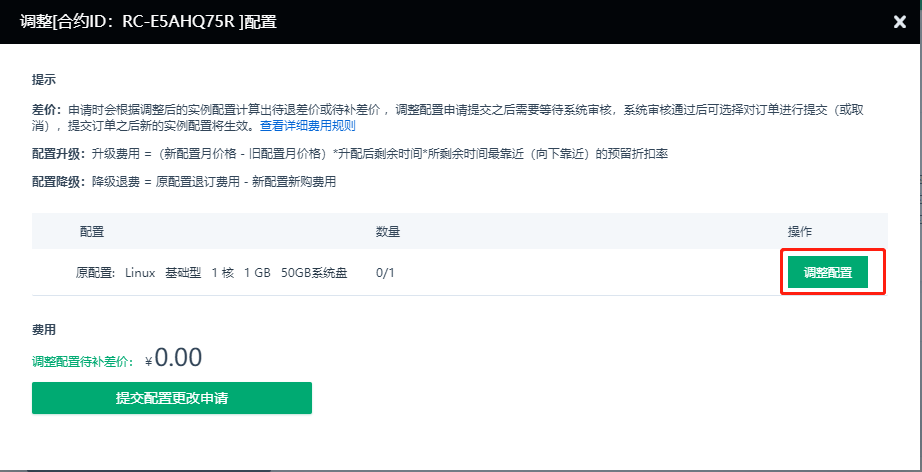 调整[合约ID：RC-E5AHQ75R ]配置
提示
差价：申请时会根据调整后的实例配置计算出待退差价或待补差价 ，调整配置申请提交之后需要等待系统审核，系统审核通过后可选择对订单进行提交（或取
消），提交订单之后新的实例配置将生效。查看详细费用规则
配置升级：升级费用 =（新配置月价格 - 旧配置月价格）*升配后剩余时间*所剩余时间最靠近（向下靠近）的预留折扣率
配置降级：降级退费 = 原配置退订费用 - 新配置新购费用
配置 数量 操作
原配置: Linux 基础型 1 核 1 GB 50GB系统盘 0/1 调整配置
费用
调整配置待补差价： ¥0.00
提交配置更改申请